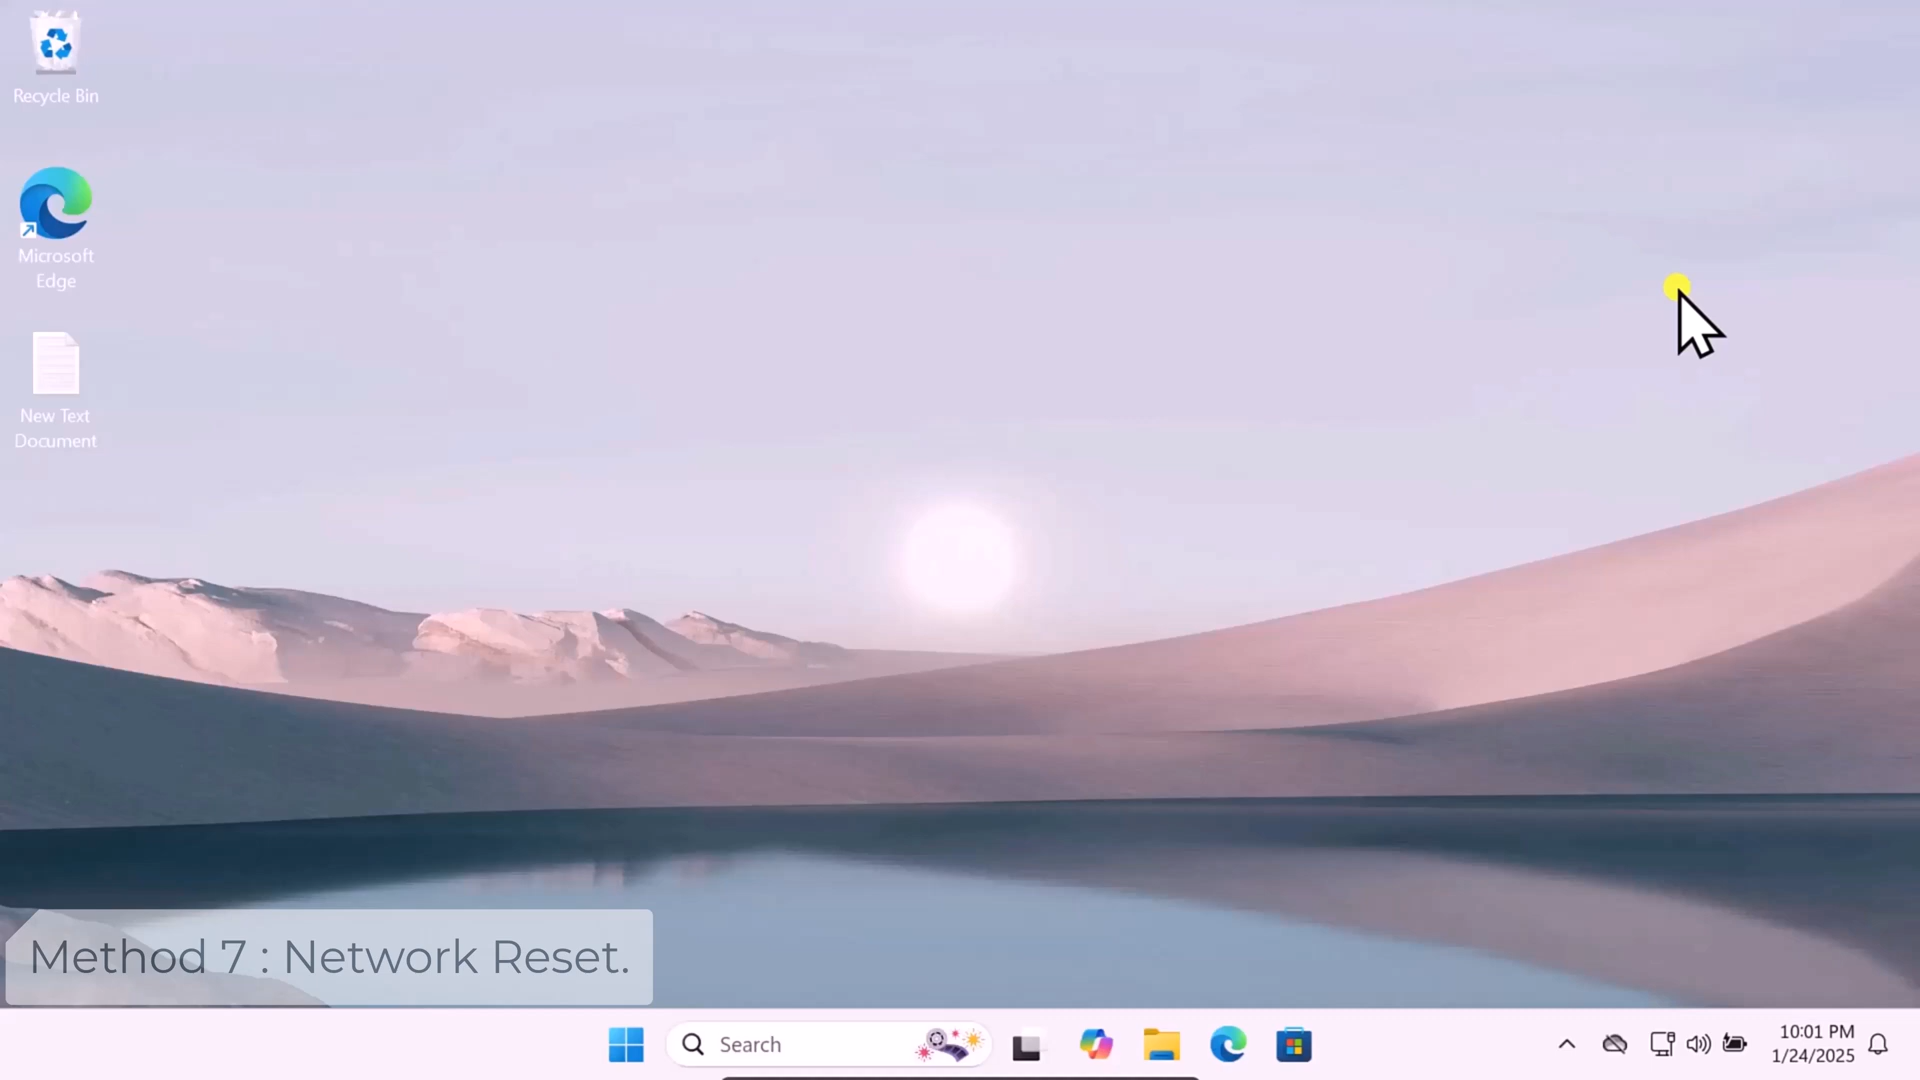 Recycle Bin
Microsoft
Edge
New Text
Document
Method 7 : Network Reset.
Search
10:01 PM
1/24/2025